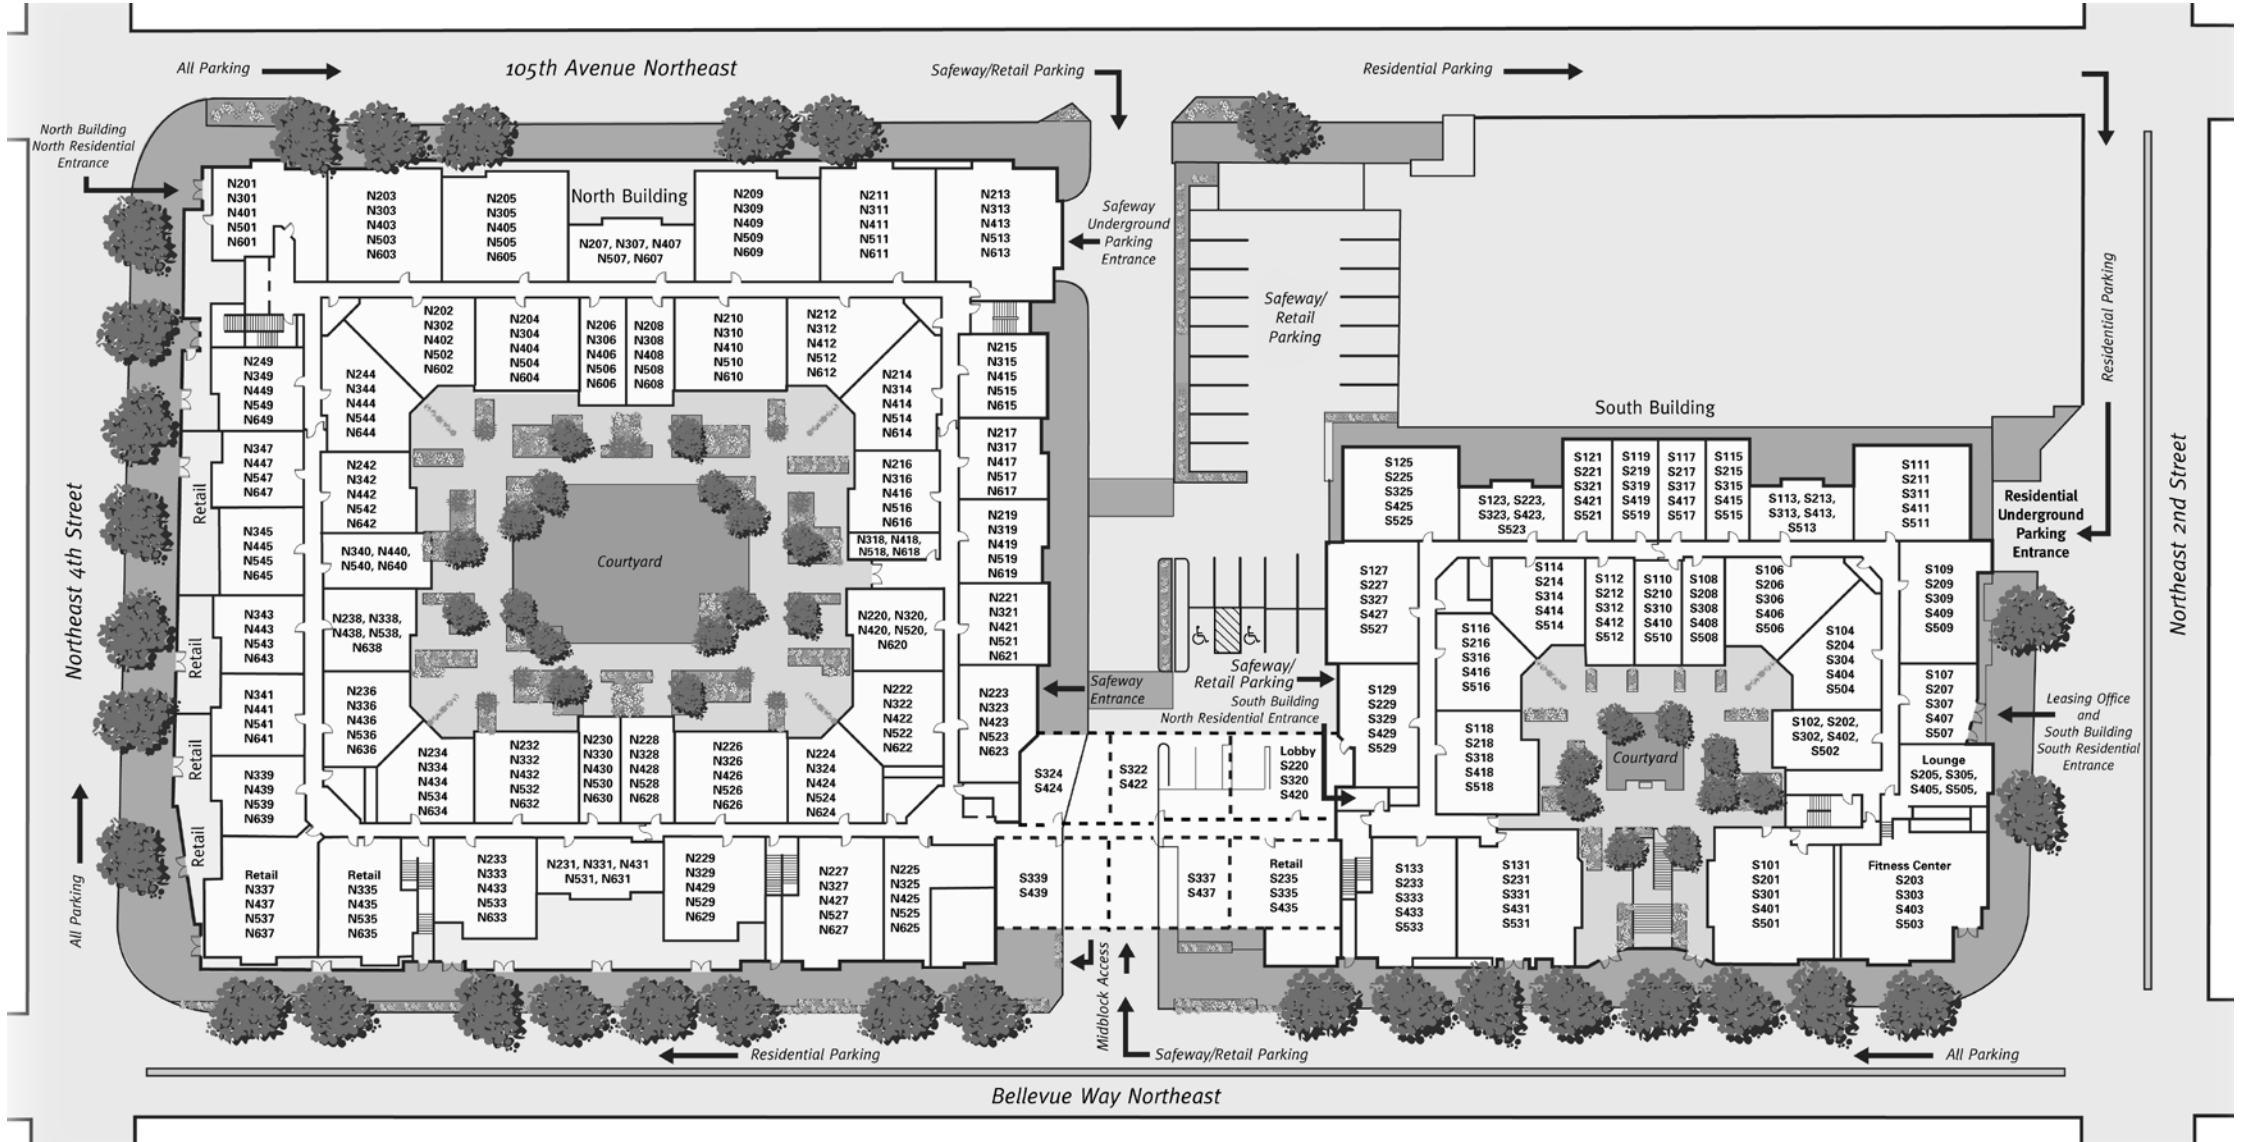 All Parking
105th Avenue Northeast
Safeway/Retail Parking
Residential Parking
North Building
North Residential
Entrance
N201
N301
N401
N501
N601
N203
N303
N403
N503
N603
N205
N305
N405
N505
N605
North Building
N207, N307, N407
N507, N607
N209
N309
N409
N509
N609
N211
N311
N411
N511
N611
N213
N313
N413
N513
N613
Safeway
Underground
Parking
Entrance
Safeway/
Retail
Parking
Residential Parking
N202
N302
N402
N502
N602
N204
N304
N404
N504
N604
N206
N306
N406
N506
N606
N208
N308
N408
N508
N608
N210
N310
N410
N510
N610
N212
N312
N412
N512
N612
N249
N349
N449
N549
N649
N244
N344
N444
N544
N644
N214
N314
N414
N514
N614
N215
N315
N415
N515
N615
N347
N447
N547
N647
N242
N342
N442
N542
N642
N216
N316
N416
N516
N616
N217
N317
N417
N517
N617
Retail
N345
N445
N545
N645
N340, N440,
N540, N640
Courtyard
N318, N418,
N518, N618
N219
N319
N419
N519
N619
Northeast 4th Street
Retail
N343
N443
N543
N643
N238, N338,
N438, N538,
N638
N220, N320,
N420, N520,
N620
N221
N321
N421
N521
N621
N341
N441
N541
N641
N236
N336
N436
N536
N636
N222
N322
N422
N522
N622
N223
N323
N423
N523
N623
Safeway
Entrance
Retail
N339
N439
N539
N639
N234
N334
N434
N534
N634
N232
N332
N432
N532
N632
N230
N330
N430
N530
N630
N228
N328
N428
N528
N628
N226
N326
N426
N526
N626
N224
N324
N424
N524
N624
Retail
All Parking
Retail
N337
N437
N537
N637
Retail
N335
N435
N535
N635
N233
N333
N433
N533
N633
N231, N331, N431
N531, N631
N229
N329
N429
N529
N629
N227
N327
N427
N527
N627
N225
N325
N425
N525
N625
S324
S424
S322
S422
Lobby
S220
S320
S420
S339
S439
S337
S437
Retail
S235
S335
S435
South Building
S125
S225
S325
S425
S525
S123, S223,
S323, S423,
S523
S121
S221
S321
S421
S521
S119
S219
S319
S419
S519
S117
S217
S317
S417
S517
S115
S215
S315
S415
S515
S113, S213,
S313, S413,
S513
S111
S211
S311
S411
S511
Residential
Underground
Parking
Entrance
Northeast 2nd Street
S127
S227
S327
S427
S527
S114
S214
S314
S414
S514
S112
S212
S312
S412
S512
S110
S210
S310
S410
S510
S108
S208
S308
S408
S508
S106
S206
S306
S406
S506
S109
S209
S309
S409
S509
S116
S216
S316
S416
S516
S104
S204
S304
S404
S504
Safeway/
Retail Parking
South Building
North Residential Entrance
S129
S229
S329
S429
S529
S107
S207
S307
S407
S507
Leasing Office
and
South Building
South Residential
Entrance
S118
S218
S318
S418
S518
Courtyard
S102, S202,
S302, S402,
S502
Lounge
S205, S305,
S405, S505,
S133
S233
S333
S433
S533
S131
S231
S331
S431
S531
S101
S201
S301
S401
S501
Fitness Center
S203
S303
S403
S503
Midblock Access
Residential Parking
Safeway/Retail Parking
All Parking
Bellevue Way Northeast